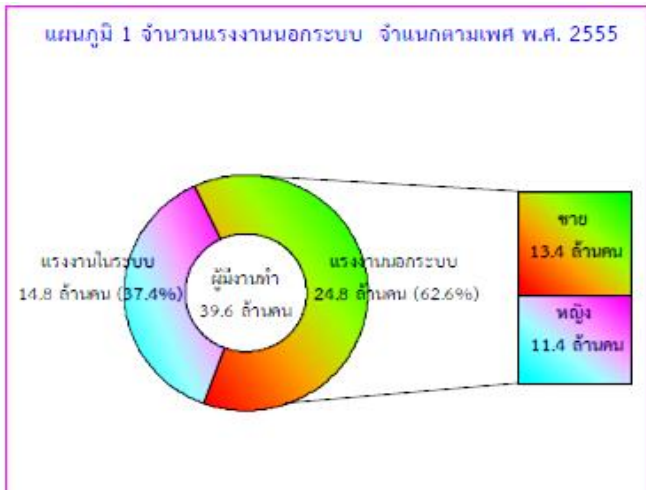 แผนภูมิ 1 จำนวนแรงงานนอกระบบ จำแนกตามเพศ พ.ศ. 2555
แรงงานในระบบ
14.8 ล้านคน (37.4%)
ผู้มีงานทำ
39.6 ล้านคน
แรงงานนอกระบบ
24.8 ล้านคน (62.6%)
ชาย
13.4 ล้านคน
หญิง
11.4 ล้านคน